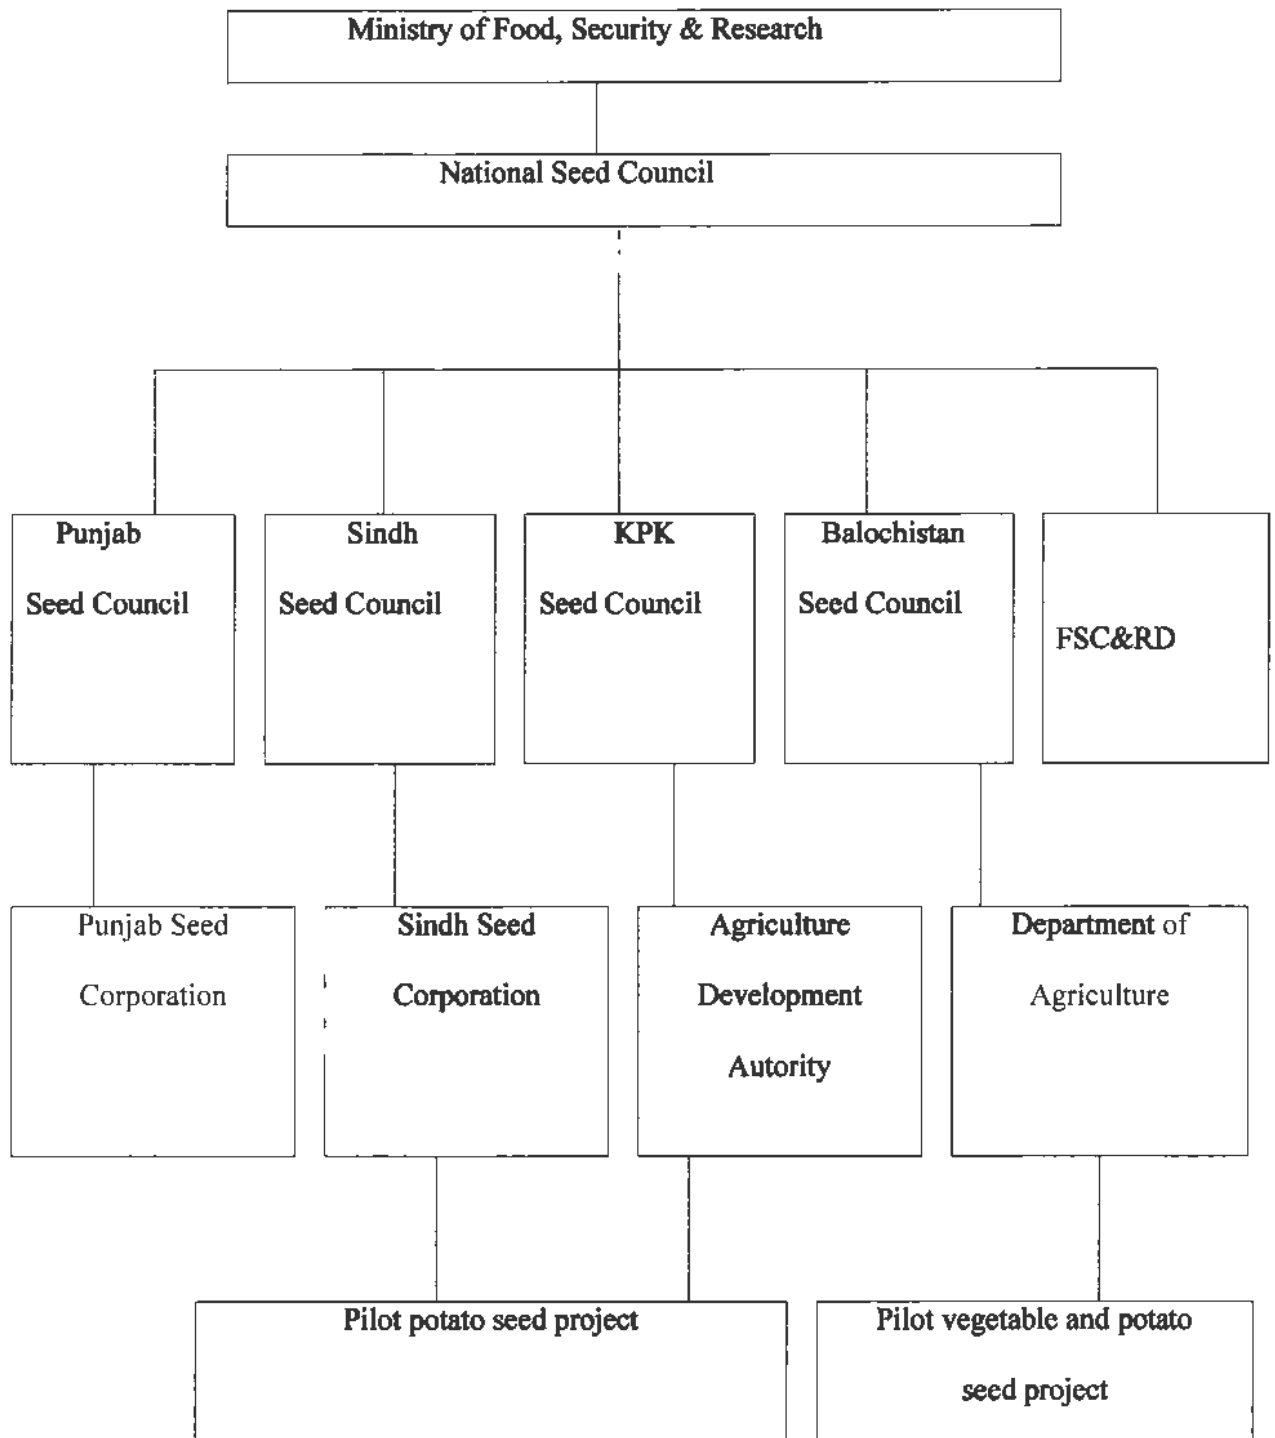 Ministry of Food, Security & Research
National Seed Council
Punjab
Seed Council
Sindh
Seed Council
KPK
Seed Council
Balochistan
Seed Council
FSC&RD
Punjab Seed
Corporation
Sindh Seed
Corporation
Agriculture
Development
Autority
Department of
Agriculture
Pilot potato seed project
Pilot vegetable and potato
seed project